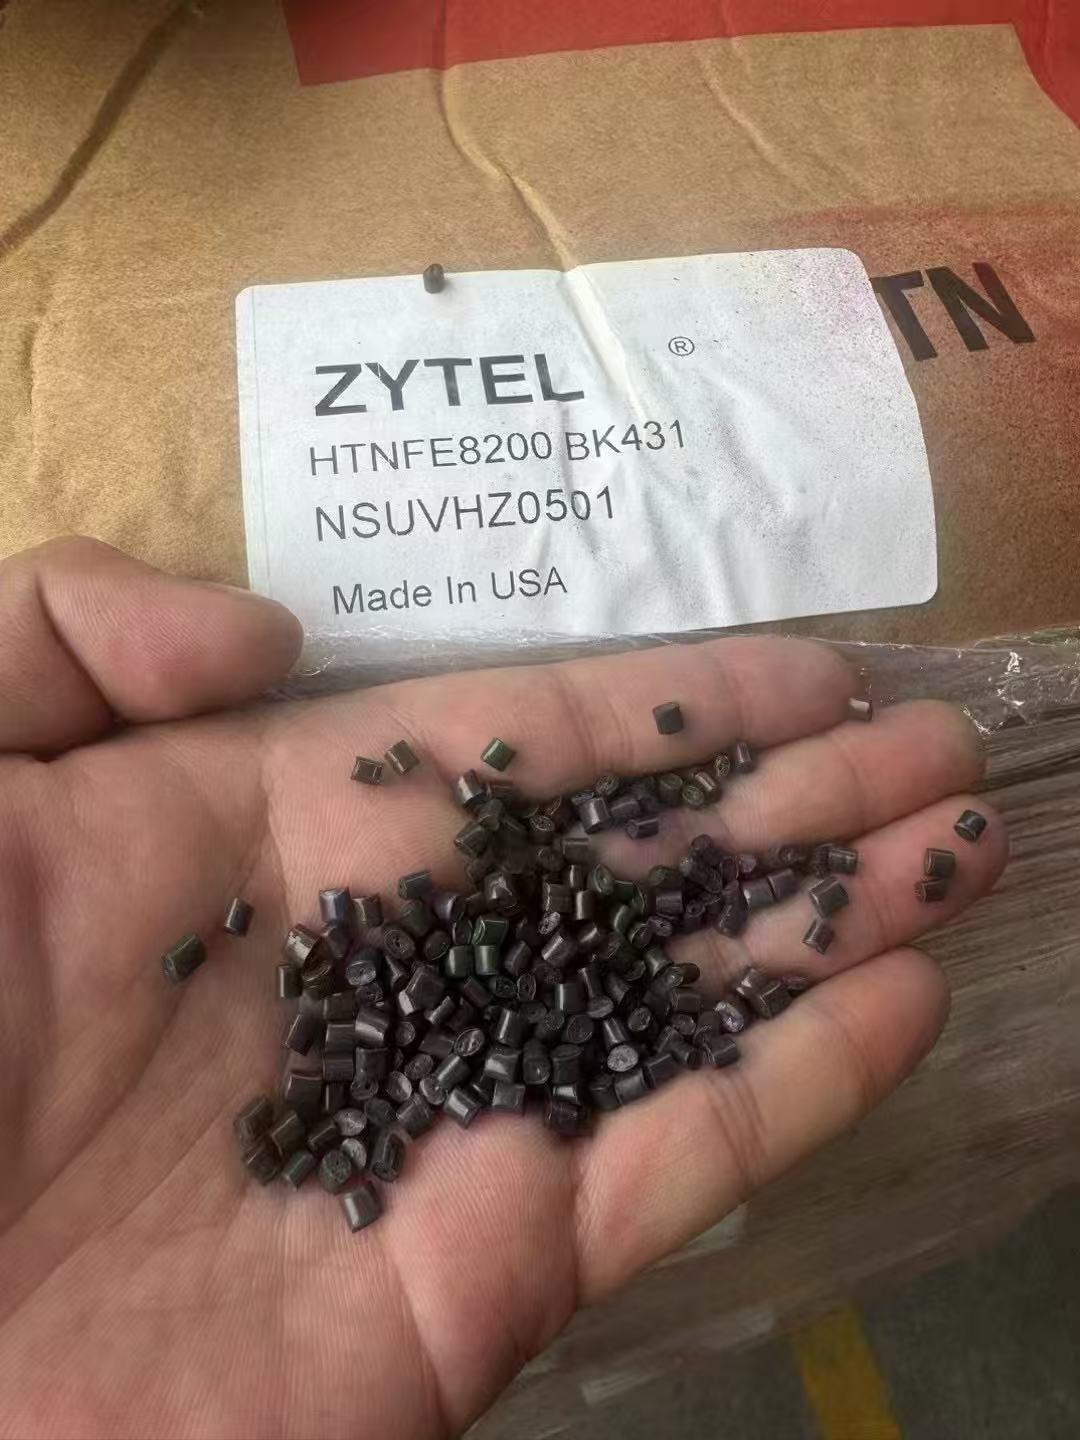 ZYTEL ®
HTNFE8200 BK431
NSUVHZ0501
Made In USA
TN